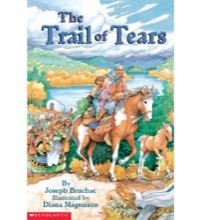 The
Trail of Tears
By
Joseph Bruchac
Illustrated by
Diana Magnuson
SCHOLASTIC